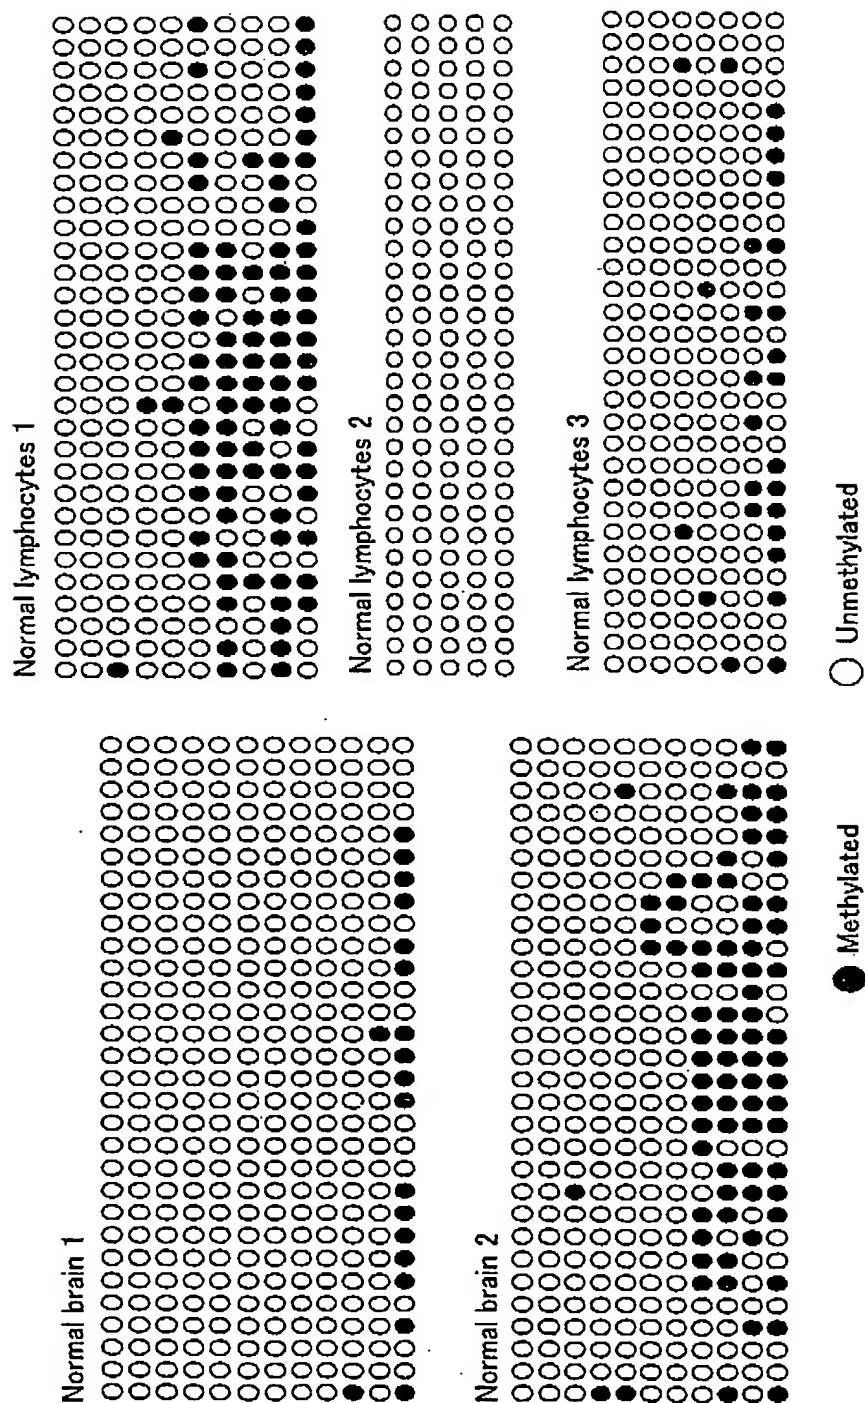 Normal brain 1
Normal brain 2
Normal lymphocytes 1
Normal lymphocytes 2
Normal lymphocytes 3
Methylated
Unmethylated